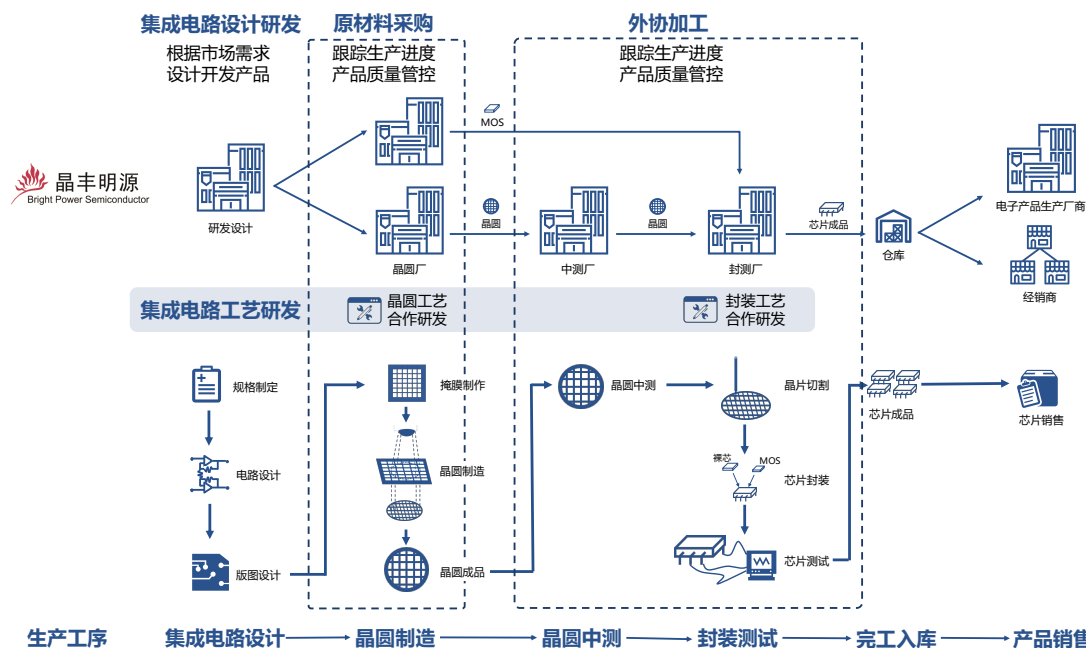 集成电路设计研发
原材料采购
外协加工
根据市场需求
设计开发产品
跟踪生产进度
产品质量管控
跟踪生产进度
产品质量管控
MOS
晶丰明源
Bright Power Semiconductor
研发设计
晶圆厂
晶圆
中测厂
晶圆
封测厂
芯片成品
仓库
电子产品生产厂商
经销商
集成电路工艺研发
晶圆工艺
合作研发
封装工艺
合作研发
规格制定
掩膜制作
晶圆中测
晶片切割
芯片成品
芯片销售
电路设计
晶圆制造
裸芯
MOS
芯片封装
版图设计
晶圆成品
芯片测试
生产工序
集成电路设计
晶圆制造
晶圆中测
封装测试
完工入库
产品销售